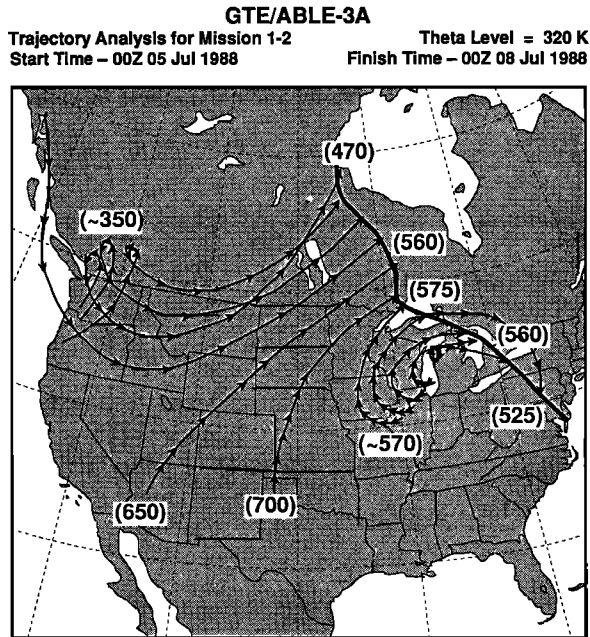 GTE/ABLE-3A
Trajectory Analysis for Mission 1-2
Theta Level = 320 K
Start Time – 00Z 05 Jul 1988
Finish Time – 00Z 08 Jul 1988
(470)
(~350)
(560)
(575)
(560)
(525)
(~570)
(650)
(700)